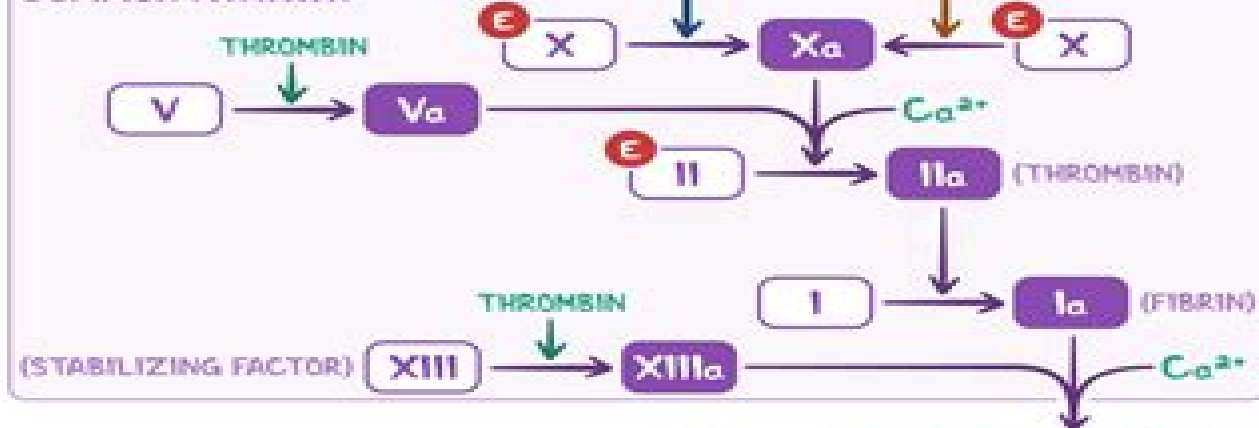 E X Xa E X
THROMBIN
V Va Ca²⁺
E II IIa (THROMBIN)
THROMBIN
I Ia (FIBRIN)
(STABILIZING FACTOR) XIII XIIIa Ca²⁺